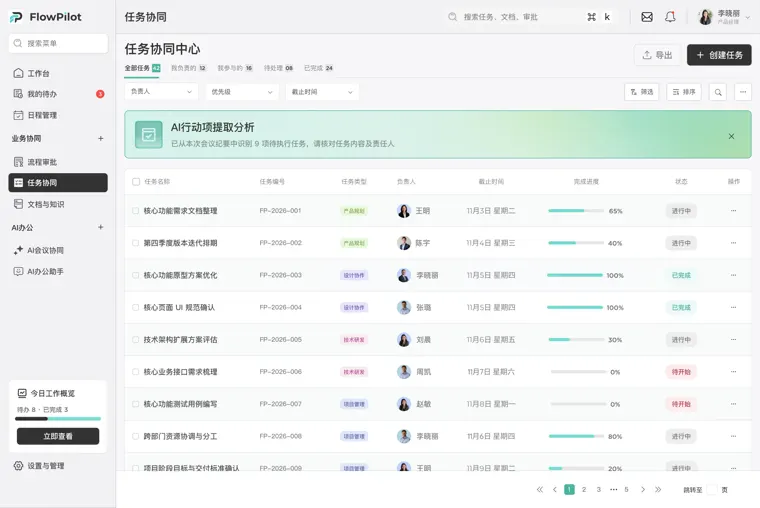 FlowPilot
搜索菜单
工作台
我的待办 3
日程管理
业务协同 +
流程审批
任务协同
文档与知识
AI办公 +
AI会议协同
AI办公助手
今日工作概览
待办 8 · 已完成 3
立即查看
设置与管理
任务协同
搜索任务、文档、审批 ⌘ k
李晓丽
产品经理
任务协同中心
导出
+ 创建任务
全部任务 42 我负责的 12 我参与的 16 待处理 08 已完成 24
负责人 优先级 截止时间 筛选 排序 ···
AI行动项提取分析
已从本次会议纪要中识别 9 项待执行任务，请核对任务内容及责任人
任务名称 任务编号 任务类型 负责人 截止时间 完成进度 状态 操作
核心功能需求文档整理 FP-2026-001 产品规划 王明 11月3日 星期二 65% 进行中 ···
第四季度版本迭代排期 FP-2026-002 产品规划 陈宇 11月4日 星期三 40% 进行中 ···
核心功能原型方案优化 FP-2026-003 设计协作 李晓丽 11月5日 星期四 100% 已完成 ···
核心页面 UI 规范确认 FP-2026-004 设计协作 张璐 11月5日 星期四 100% 已完成 ···
技术架构扩展方案评估 FP-2026-005 技术研发 刘晨 11月6日 星期五 30% 进行中 ···
核心业务接口需求梳理 FP-2026-006 技术研发 周凯 11月7日 星期六 0% 待开始 ···
核心功能测试用例编写 FP-2026-007 项目管理 赵敏 11月8日 星期一 0% 待开始 ···
跨部门资源协调与分工 FP-2026-008 项目管理 李晓丽 11月6日 星期四 80% 进行中 ···
项目阶段目标与交付标准确认 FP-2026-009 项目管理 王明 11月9日 星期二 20% 进行中 ···
1 2 3 ··· 5 跳转至 页